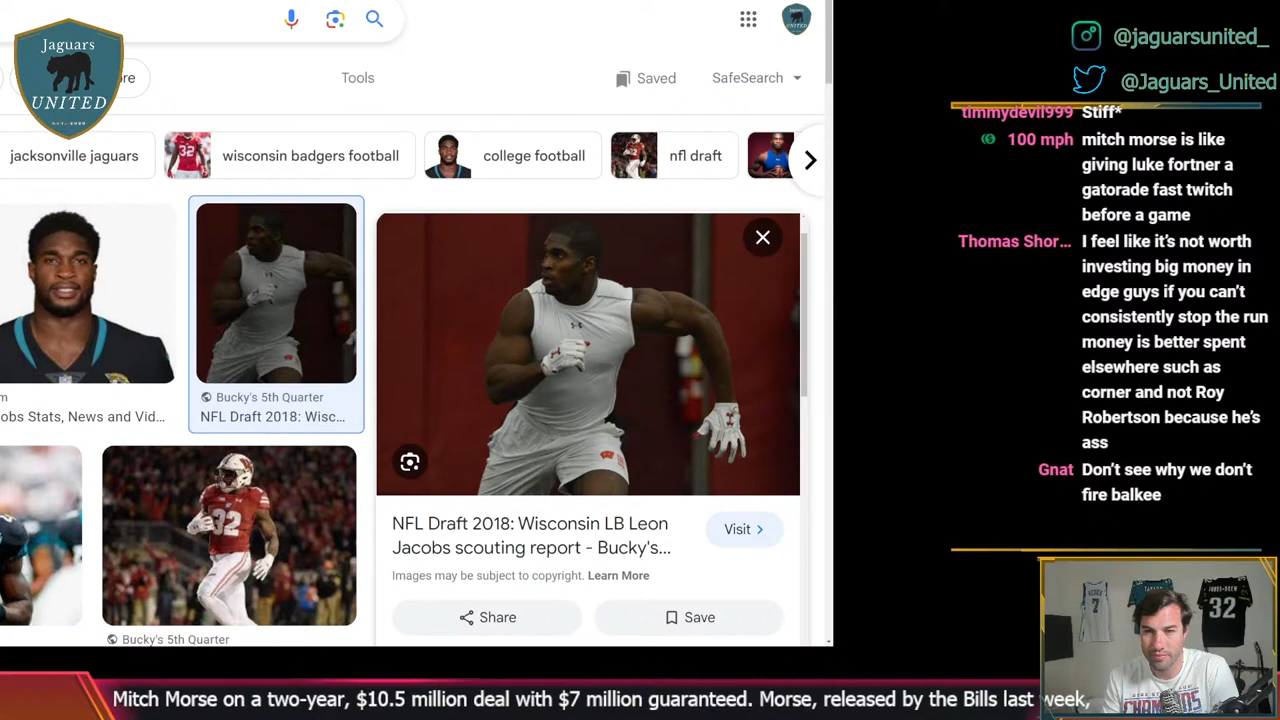 Jaguars
UNITED
re
Tools
Saved
SafeSearch
jacksonville jaguars
wisconsin badgers football
college football
nfl draft
m
obs Stats, News and Vid...
Bucky's 5th Quarter
NFL Draft 2018: Wisc...
Bucky's 5th Quarter
NFL Draft 2018: Wisconsin LB Leon
Jacobs scouting report - Bucky's...
Visit
Images may be subject to copyright. Learn More
Share
Save
@jaguarsunited_
@Jaguars_United
timmydevil999 Stiff*
100 mph mitch morse is like
giving luke fortner a
gatorade fast twitch
before a game
Thomas Shor... I feel like it's not worth
investing big money in
edge guys if you can't
consistently stop the run
money is better spent
elsewhere such as
corner and not Roy
Robertson because he's
ass
Gnat Don't see why we don't
fire balkee
32
7
32
Mitch Morse on a two-year, $10.5 million deal with $7 million guaranteed. Morse, released by the Bills last week,